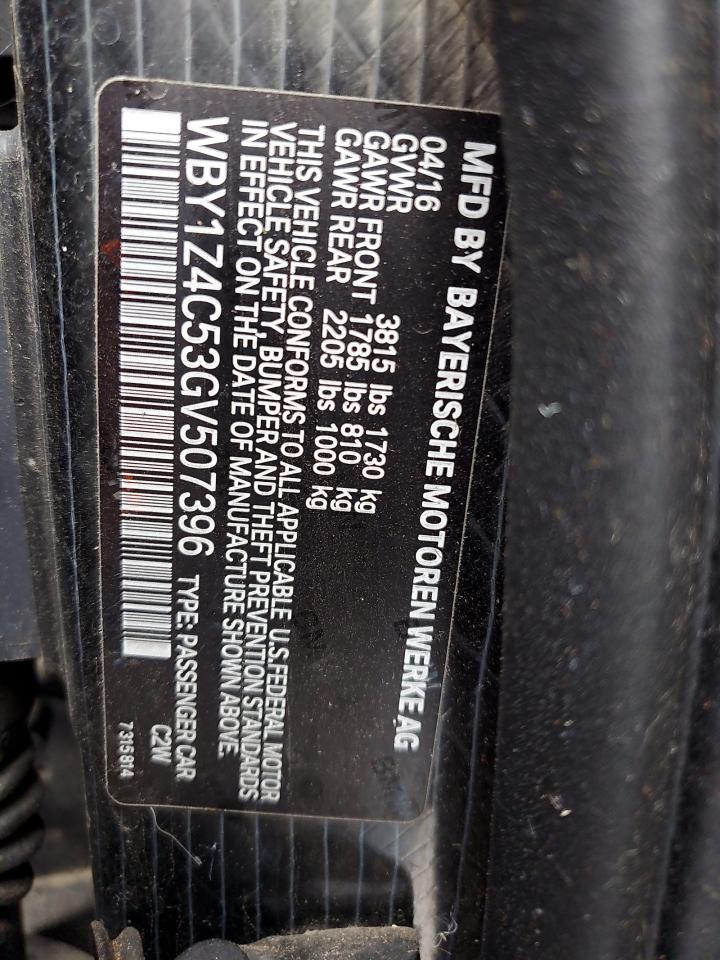 MFD BY BAYERISCHE MOTOREN WERKE AG
04/16
GVWR 3815 lbs 1730 kg
GAWR FRONT 1785 lbs 810 kg
GAWR REAR 2205 lbs 1000 kg
THIS VEHICLE CONFORMS TO ALL APPLICABLE U.S. FEDERAL MOTOR
VEHICLE SAFETY, BUMPER AND THEFT PREVENTION STANDARDS
IN EFFECT ON THE DATE OF MANUFACTURE SHOWN ABOVE.
WBY1Z4C53GV507396 TYPE: PASSENGER CAR
C2W
7315814